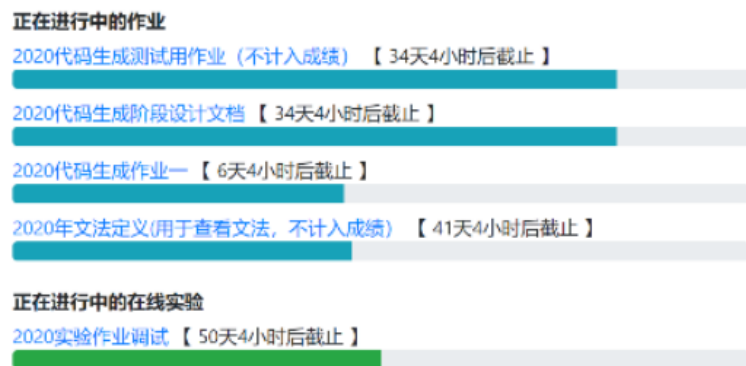 正在进行中的作业
2020代码生成测试用作业（不计入成绩） 【 34天4小时后截止 】
2020代码生成阶段设计文档 【 34天4小时后截止 】
2020代码生成作业一 【 6天4小时后截止 】
2020年文法定义(用于查看文法，不计入成绩） 【 41天4小时后截止 】
正在进行中的在线实验
2020实验作业调试 【 50天4小时后截止 】